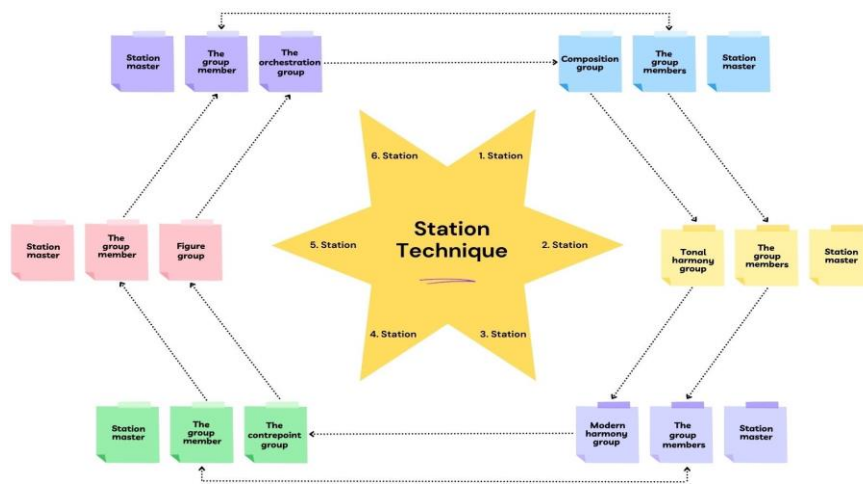 Station
master
The
group
member
The
orchestration
group
Composition
group
The
group
members
Station
master
6. Station
1. Station
Station
master
The
group
member
Figure
group
5. Station
Station
Technique
2. Station
Tonal
harmony
group
The
group
members
Station
master
4. Station
3. Station
Station
master
The
group
member
The
contrepoint
group
Modern
harmony
group
The
group
members
Station
master